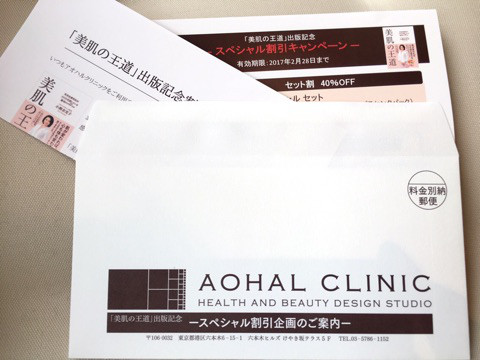 「美肌の王道」出版記念
いつもアオハルクリニックをご利用
美肌の王
「美肌の王道」出版記念
―スペシャル割引キャンペーン―
有効期限：2017年2月28日まで
美肌の王道
セット割 40%OFF
ル セット
料金別納
郵便
AOHAL CLINIC
HEALTH AND BEAUTY DESIGN STUDIO
「美肌の王道」出版記念
―スペシャル割引企画のご案内―
〒106-0032 東京都港区六本木6-15-1 六本木ヒルズ けやき坂テラス5F TEL.03-5786-1152